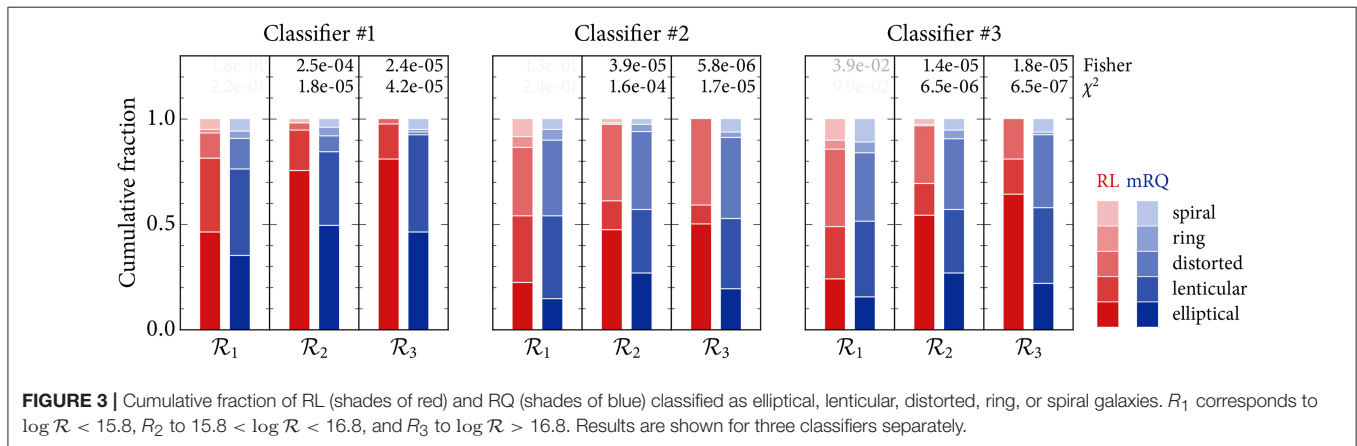 Classifier #1
Classifier #2
Classifier #3
1.8e-01 2.5e-04 2.4e-05
2.2e-01 1.8e-05 4.2e-05
1.3e-01 3.9e-05 5.8e-06
2.4e-01 1.6e-04 1.7e-05
3.9e-02 1.4e-05 1.8e-05 Fisher
9.9e-02 6.5e-06 6.5e-07 χ²
Cumulative fraction
1.0
0.5
0.0
ℛ₁ ℛ₂ ℛ₃
ℛ₁ ℛ₂ ℛ₃
ℛ₁ ℛ₂ ℛ₃
RL mRQ
spiral
ring
distorted
lenticular
elliptical
FIGURE 3 | Cumulative fraction of RL (shades of red) and RQ (shades of blue) classified as elliptical, lenticular, distorted, ring, or spiral galaxies. R₁ corresponds to
log ℛ < 15.8, R₂ to 15.8 < log ℛ < 16.8, and R₃ to log ℛ > 16.8. Results are shown for three classifiers separately.